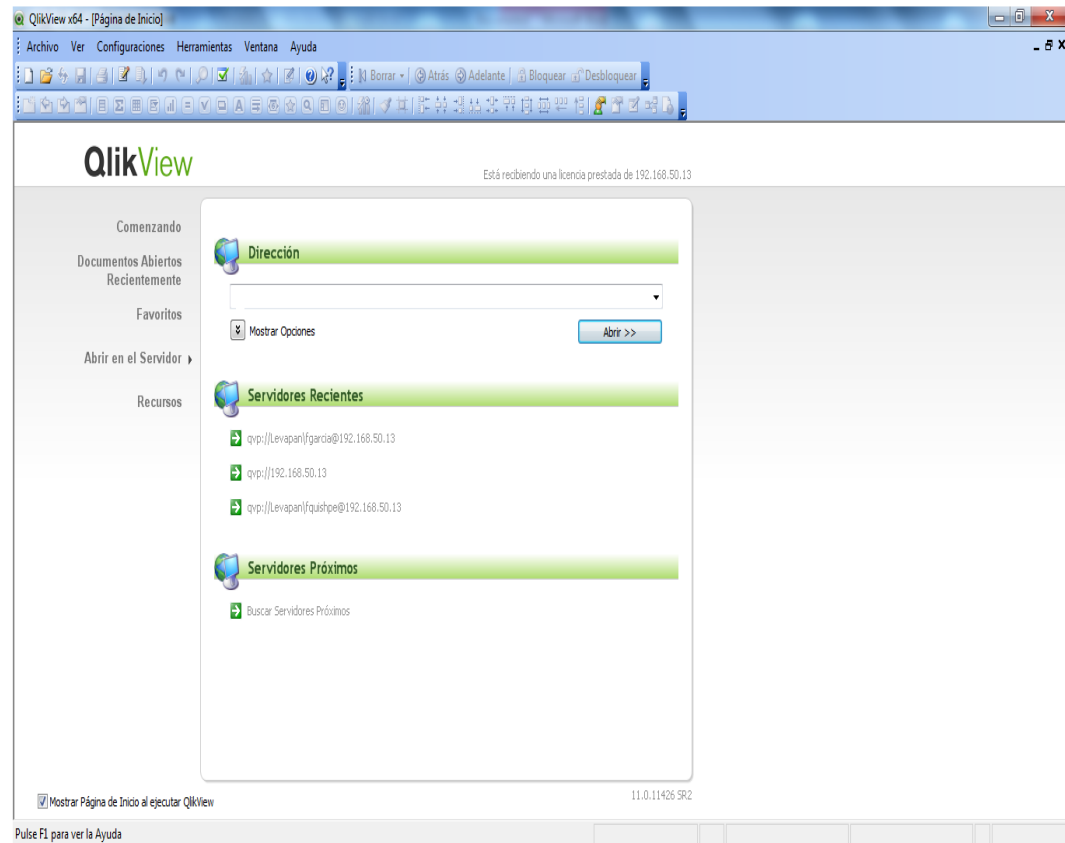 QlikView x64 - [Página de Inicio]
Archivo Ver Configuraciones Herramientas Ventana Ayuda
Borrar Atrás Adelante Bloquear Desbloquear
QlikView
Está recibiendo una licencia prestada de 192.168.50.13
Comenzando
Documentos Abiertos
Recientemente
Favoritos
Abrir en el Servidor
Recursos
Dirección
Mostrar Opciones
Abrir >>
Servidores Recientes
qvp://Levapan\fgarcia@192.168.50.13
qvp://192.168.50.13
qvp://Levapan\fquishpe@192.168.50.13
Servidores Próximos
Buscar Servidores Próximos
Mostrar Página de Inicio al ejecutar QlikView
11.0.11426 SR2
Pulse F1 para ver la Ayuda